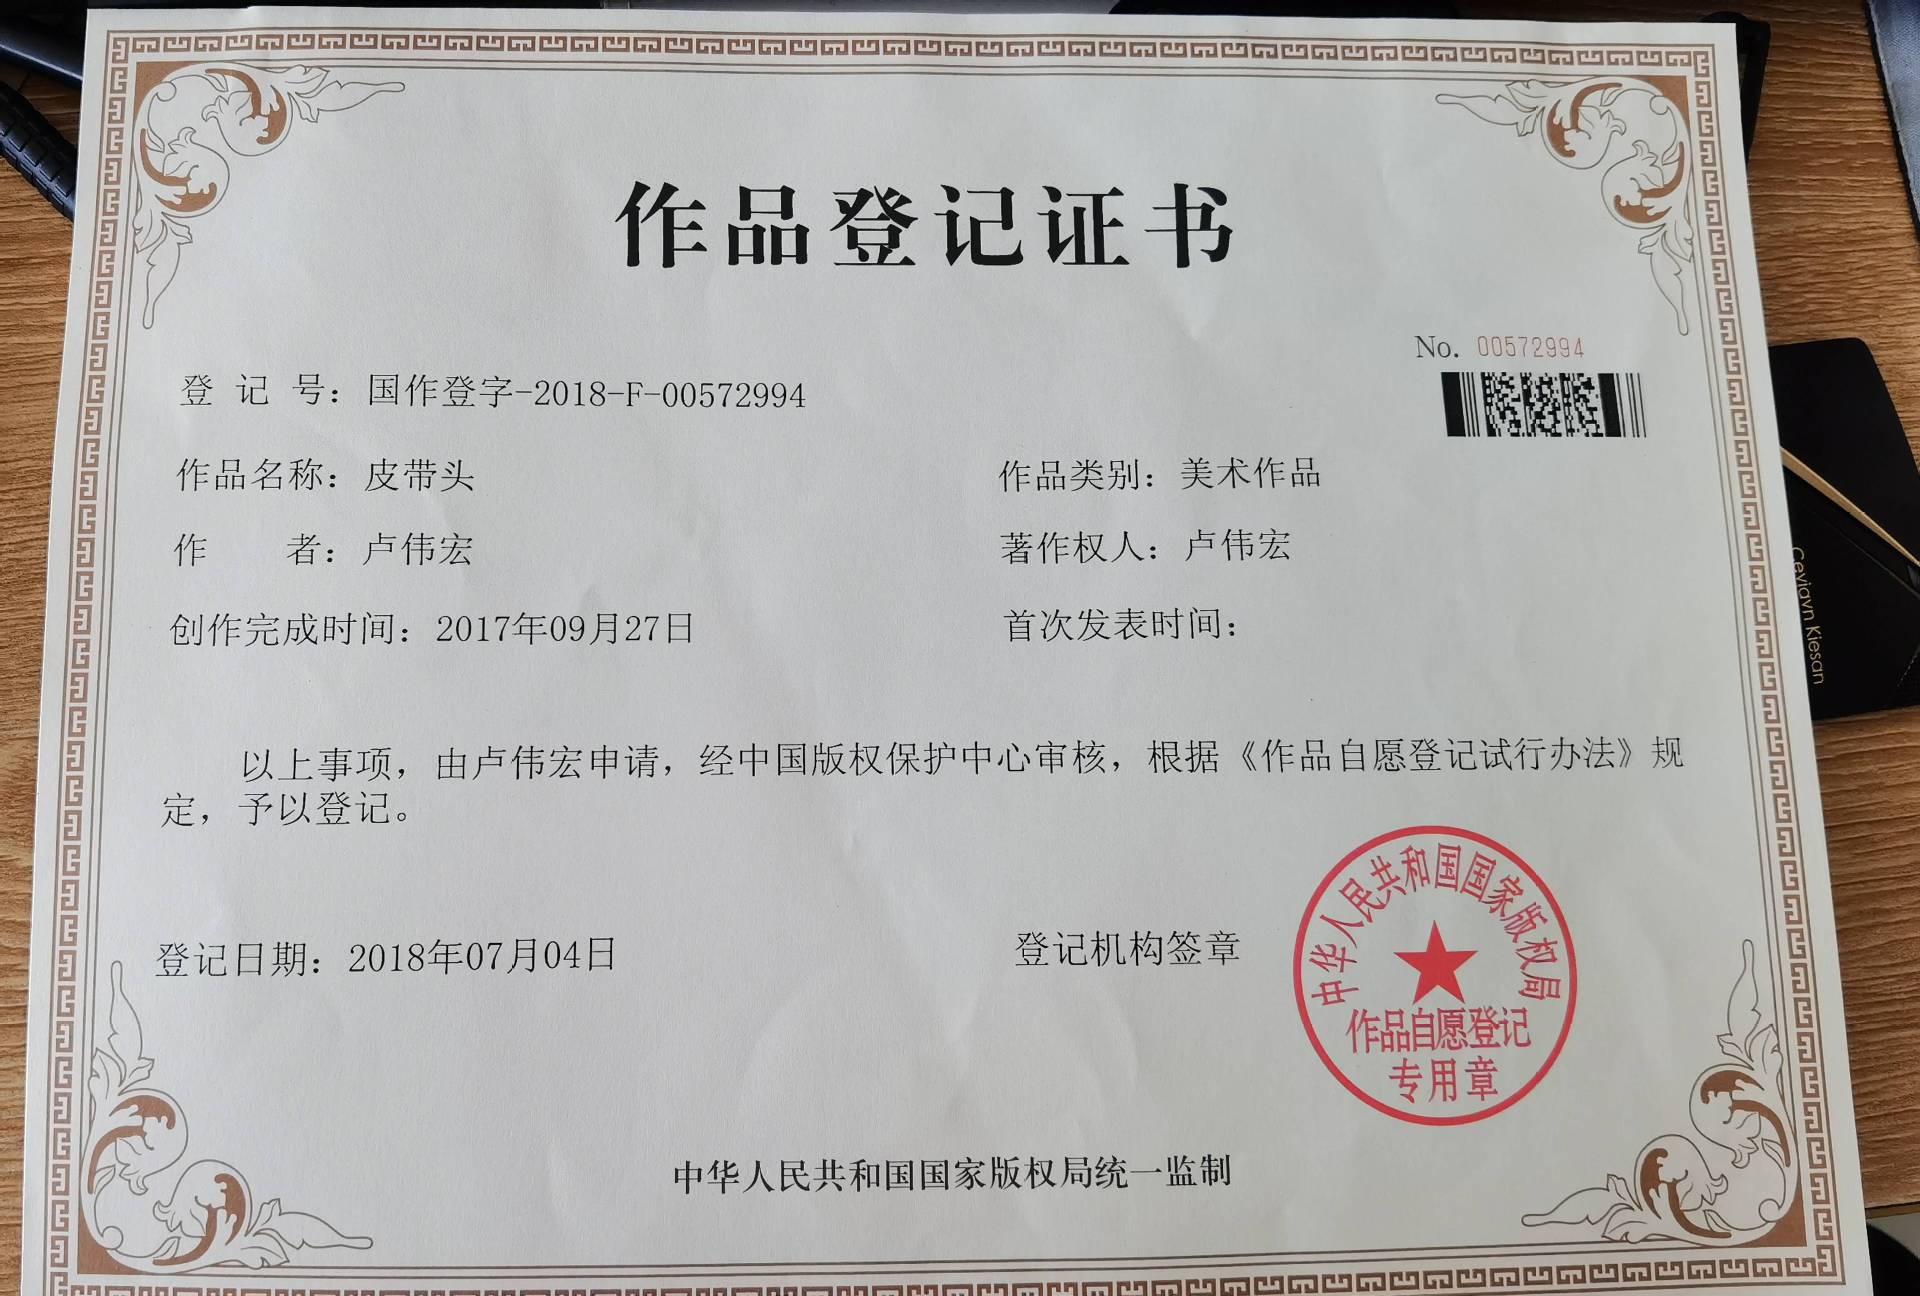 作品登记证书
No. 00572994
登 记 号：国作登字-2018-F-00572994
作品名称：皮带头 作品类别：美术作品
作 者：卢伟宏 著作权人：卢伟宏
创作完成时间：2017年09月27日 首次发表时间：
以上事项，由卢伟宏申请，经中国版权保护中心审核，根据《作品自愿登记试行办法》规
定，予以登记。
登记日期：2018年07月04日 登记机构签章
中华人民共和国国家版权局
作品自愿登记
专用章
中华人民共和国国家版权局统一监制
Ceviavn Kiesan